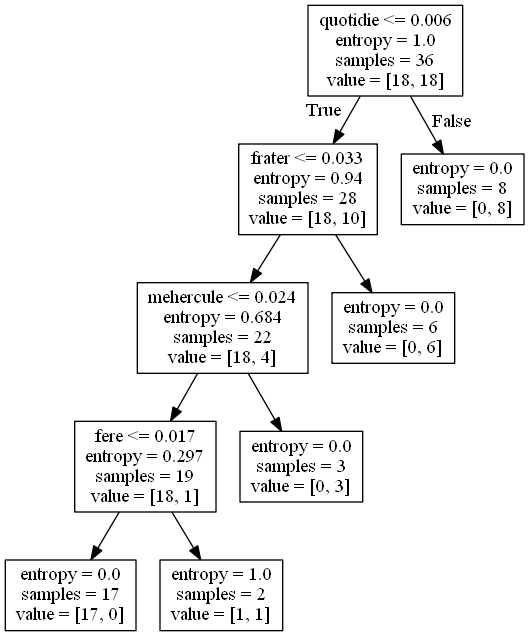 quotidie <= 0.006
entropy = 1.0
samples = 36
value = [18, 18]
True
False
frater <= 0.033
entropy = 0.94
samples = 28
value = [18, 10]
entropy = 0.0
samples = 8
value = [0, 8]
mehercule <= 0.024
entropy = 0.684
samples = 22
value = [18, 4]
entropy = 0.0
samples = 6
value = [0, 6]
fere <= 0.017
entropy = 0.297
samples = 19
value = [18, 1]
entropy = 0.0
samples = 3
value = [0, 3]
entropy = 0.0
samples = 17
value = [17, 0]
entropy = 1.0
samples = 2
value = [1, 1]